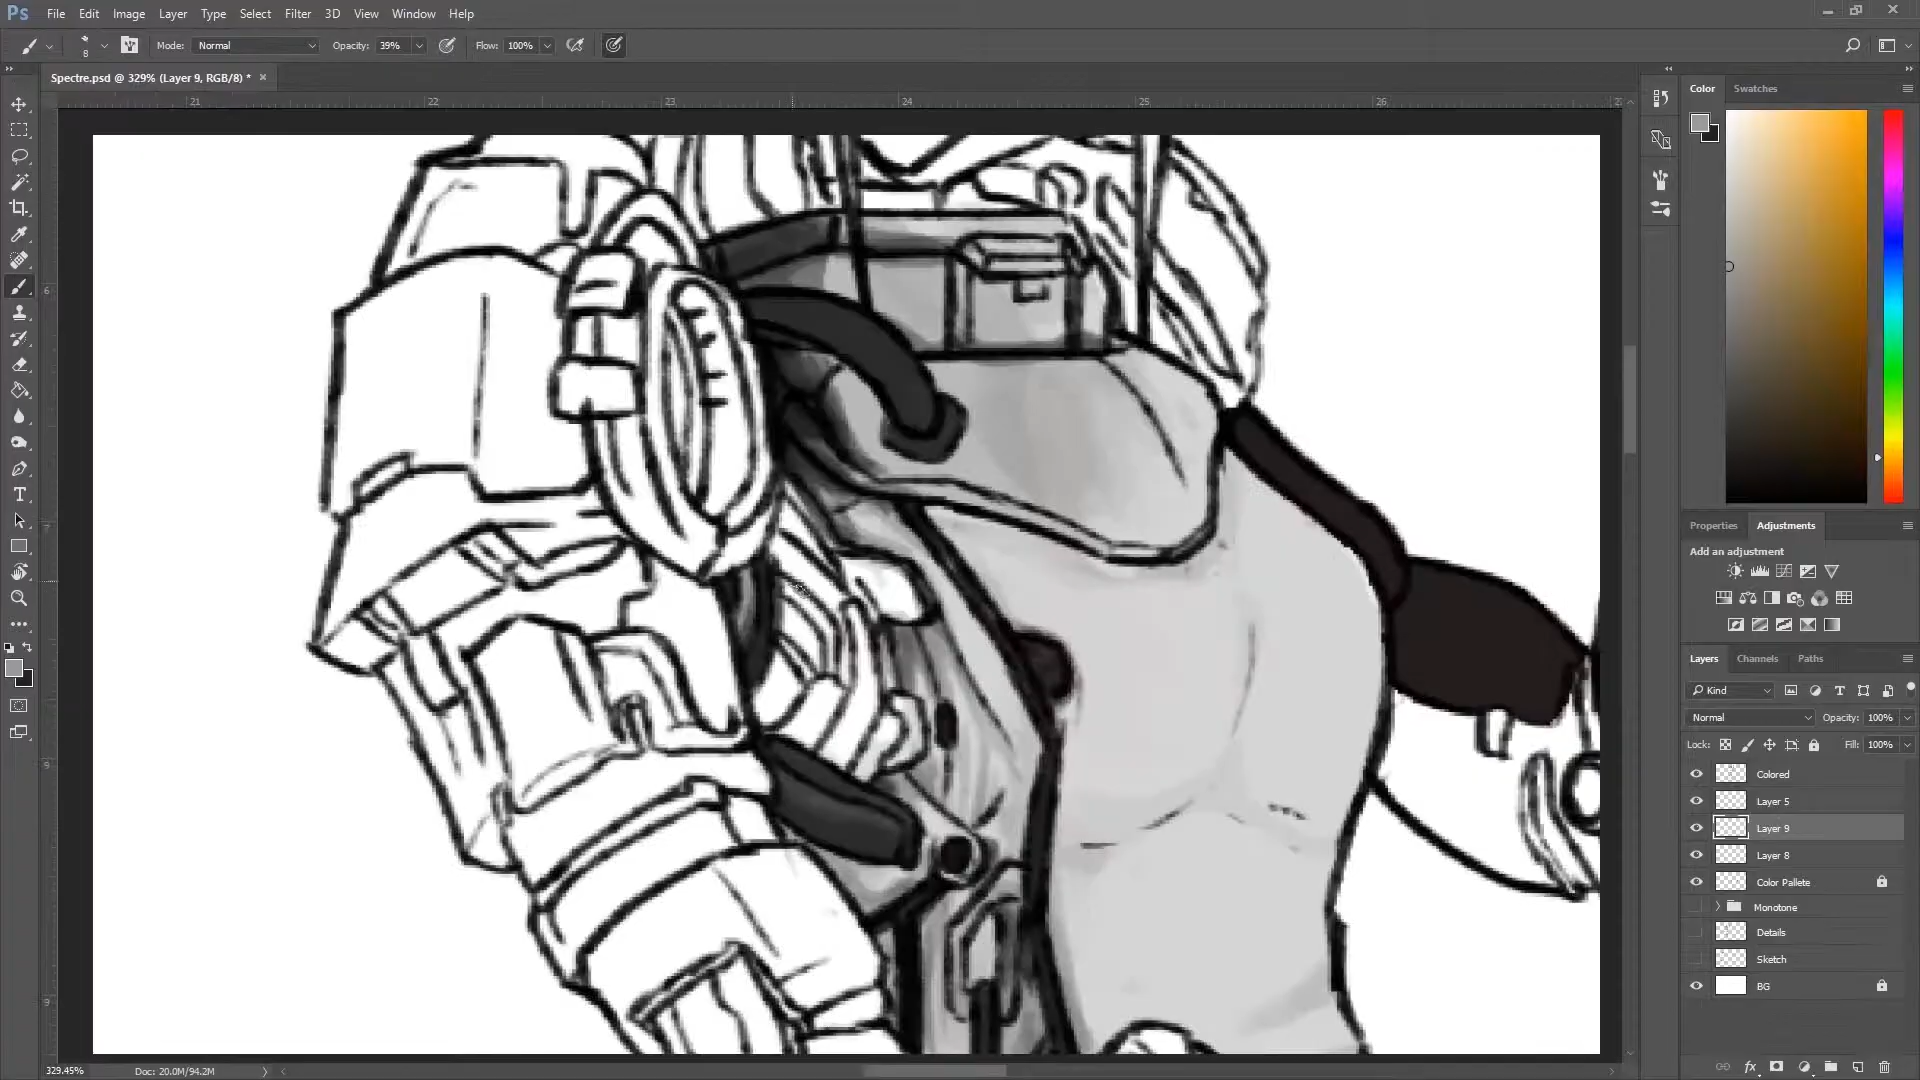 Ps File Edit Image Layer Type Select Filter 3D View Window Help
8 Mode: Normal Opacity: 39% Flow: 100%
Spectre.psd @ 329% (Layer 9, RGB/8) * ×
21 22 23 24 25 26
Color Swatches
Properties Adjustments
Add an adjustment
Layers Channels Paths
Kind
Normal Opacity: 100%
Lock: Fill: 100%
Colored
Layer 5
Layer 9
Layer 8
Color Pallete
Monotone
Details
Sketch
BG
329.45% Doc: 20.0M/94.2M